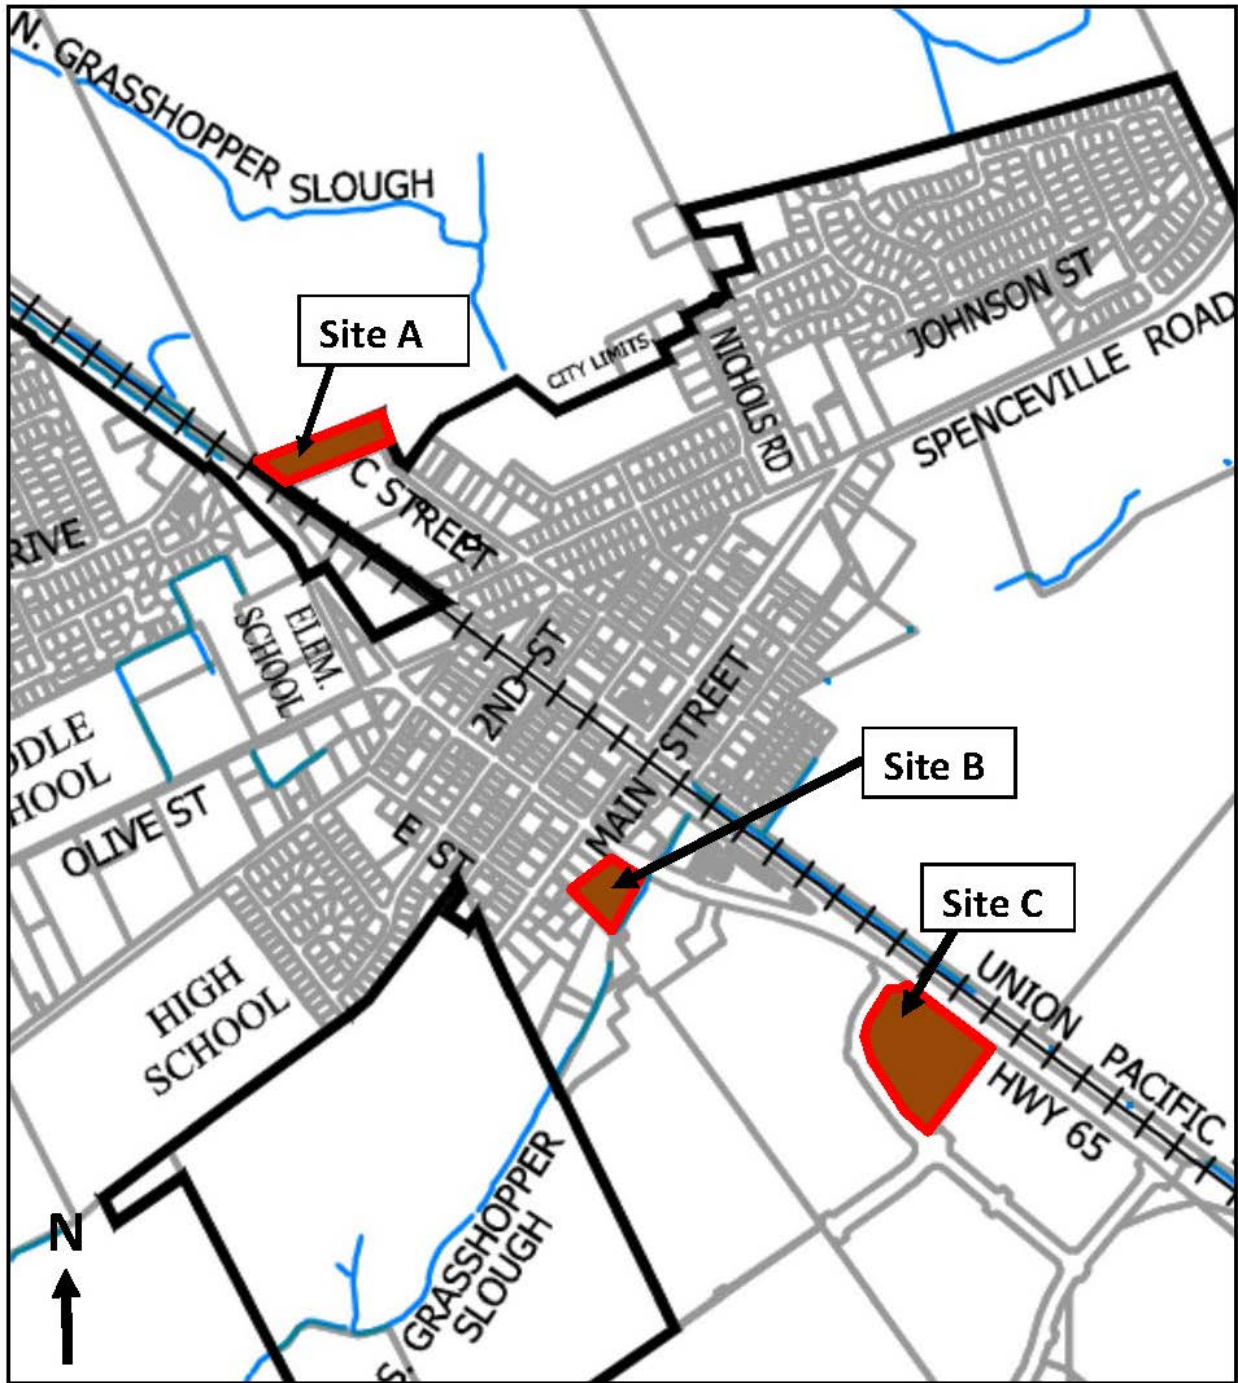 N. GRASSHOPPER SLOUGH
Site A
CITY LIMITS
JOHNSON ST
NICHOLS RD
SPENCEVILLE ROAD
C STREET
RIVE
ELEM.
SCHOOL
2ND ST
DDLE
HOOL
MAIN STREET
Site B
OLIVE ST
E ST
Site C
HIGH
SCHOOL
UNION PACIFIC
HWY 65
N
S. GRASSHOPPER
SLOUGH